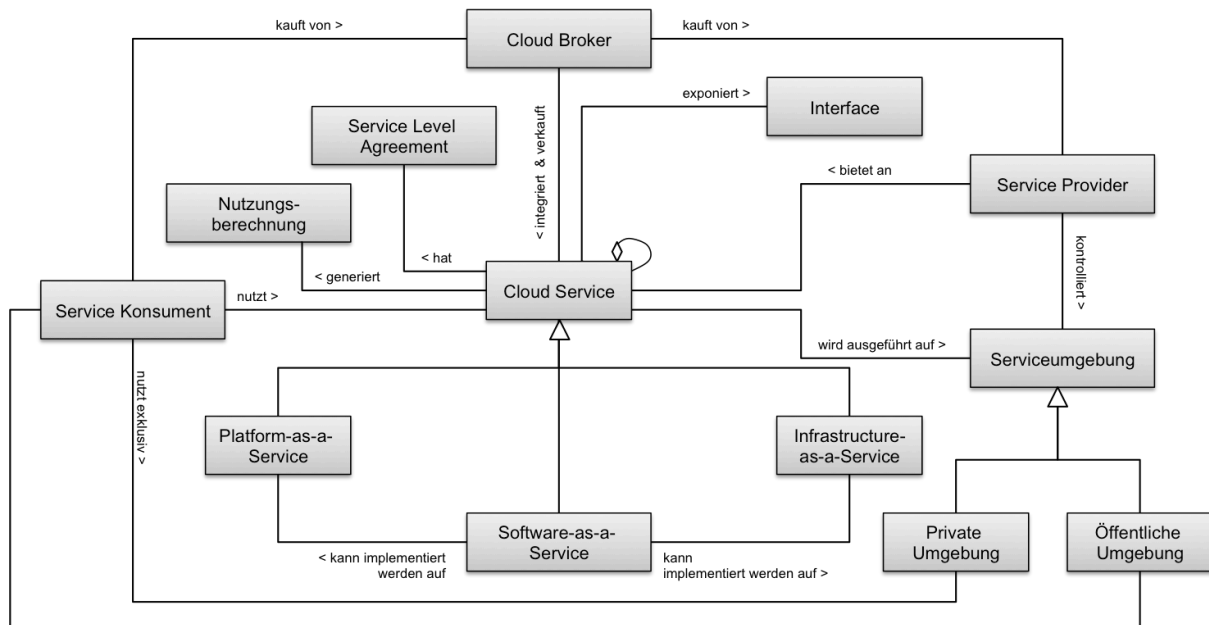 kauft von >
Cloud Broker
kauft von >
exponiert >
Interface
Service Level
Agreement
< integriert & verkauft
< bietet an
Service Provider
Nutzungs-
berechnung
< hat
< generiert
kontrolliert >
Service Konsument
nutzt >
Cloud Service
wird ausgeführt auf >
Serviceumgebung
nutzt exklusiv >
Platform-as-a-
Service
Infrastructure-
as-a-Service
Software-as-a-
Service
< kann implementiert
werden auf
kann
implementiert werden auf >
Private
Umgebung
Öffentliche
Umgebung